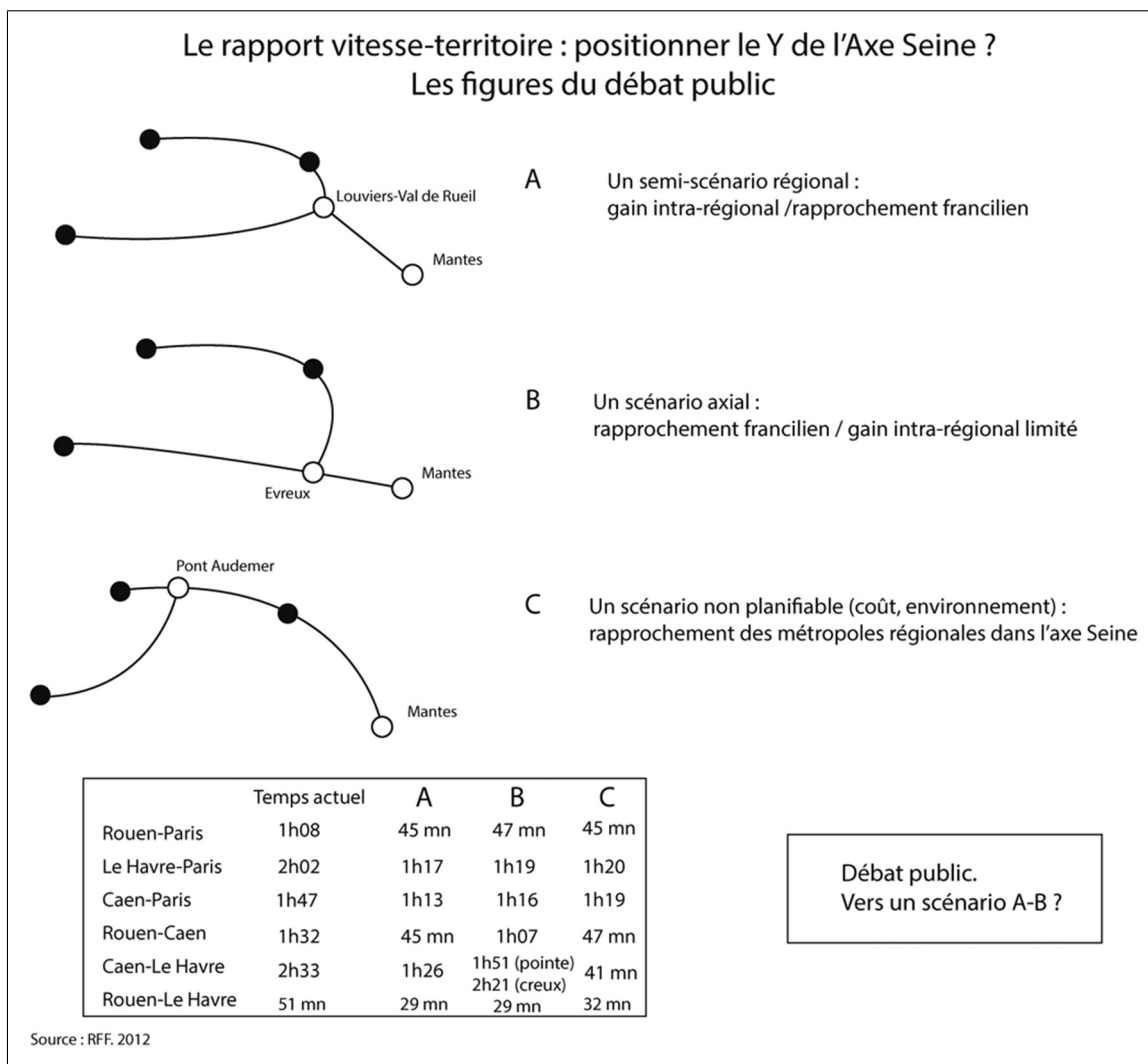 Le rapport vitesse-territoire : positionner le Y de l'Axe Seine ?
Les figures du débat public
Louviers-Val de Rueil
Mantes
A
Un semi-scénario régional :
gain intra-régional /rapprochement francilien
Evreux
Mantes
B
Un scénario axial :
rapprochement francilien / gain intra-régional limité
Pont Audemer
Mantes
C
Un scénario non planifiable (coût, environnement) :
rapprochement des métropoles régionales dans l'axe Seine
Temps actuel A B C
Rouen-Paris 1h08 45 mn 47 mn 45 mn
Le Havre-Paris 2h02 1h17 1h19 1h20
Caen-Paris 1h47 1h13 1h16 1h19
Rouen-Caen 1h32 45 mn 1h07 47 mn
Caen-Le Havre 2h33 1h26 1h51 (pointe) 41 mn
2h21 (creux)
Rouen-Le Havre 51 mn 29 mn 29 mn 32 mn
Débat public.
Vers un scénario A-B ?
Source : RFF. 2012